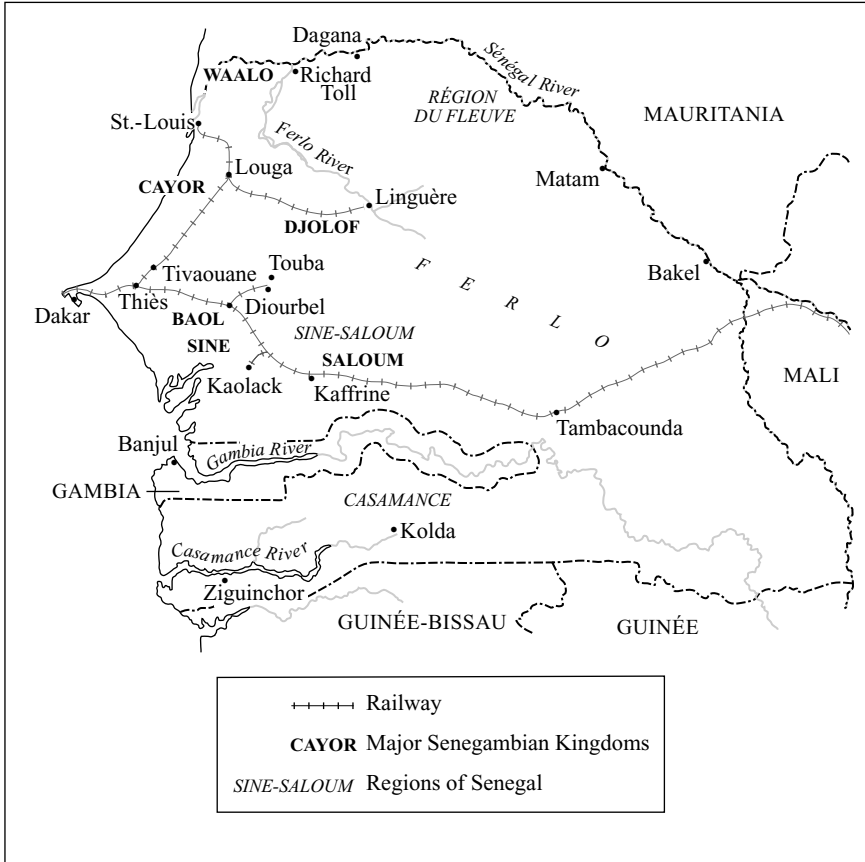 Dagana
WAALO
Richard
Toll
Sénégal River
RÉGION
DU FLEUVE
MAURITANIA
St.-Louis
Ferlo River
Louga
Matam
CAYOR
Linguère
DJOLOF
Tivaouane
Touba
Bakel
FERLO
Dakar
Thiès
Diourbel
BAOL
SINE
SINE-SALOUM
SALOUM
Kaolack
Kaffrine
MALI
Tambacounda
Banjul
Gambia River
GAMBIA
CASAMANCE
Kolda
Casamance River
Ziguinchor
GUINÉE-BISSAU
GUINÉE
Railway
CAYOR Major Senegambian Kingdoms
SINE-SALOUM Regions of Senegal